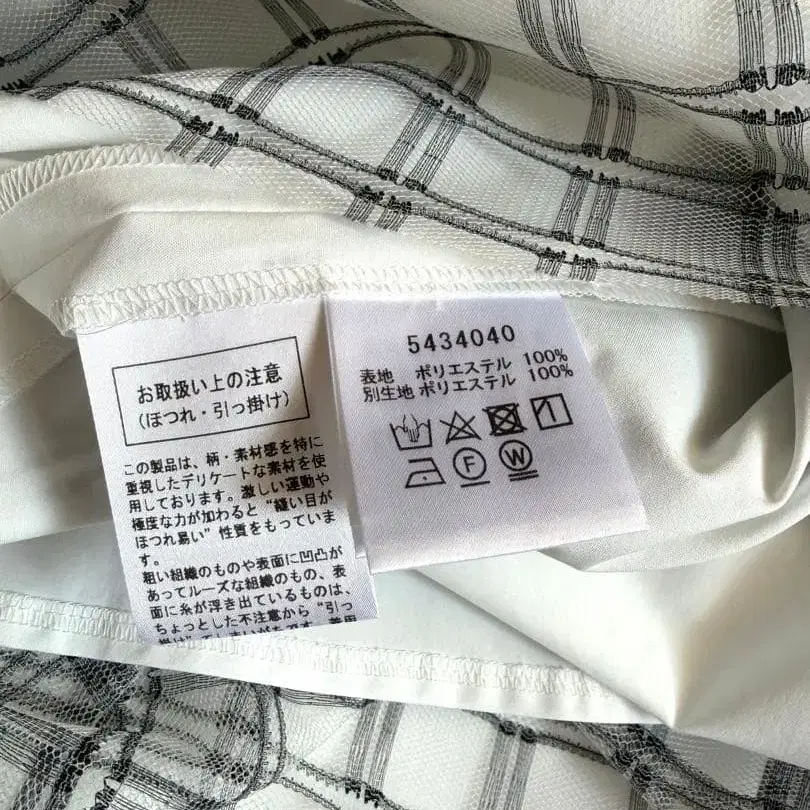 お取扱い上の注意
(ほつれ・引っ掛け)
この製品は、柄・素材感を特に
重視したデリケートな素材を使
用しております。激しい運動や
極度な力が加わると“縫い目が
ほつれ易い”性質をもっていま
す。
粗い組織のものや表面に凹凸が
あってルーズな組織のもの、表
面に糸が浮き出ているものは、
ちょっとした不注意から“引っ
5434040
表地 ポリエステル 100%
別生地 ポリエステル 100%
F W